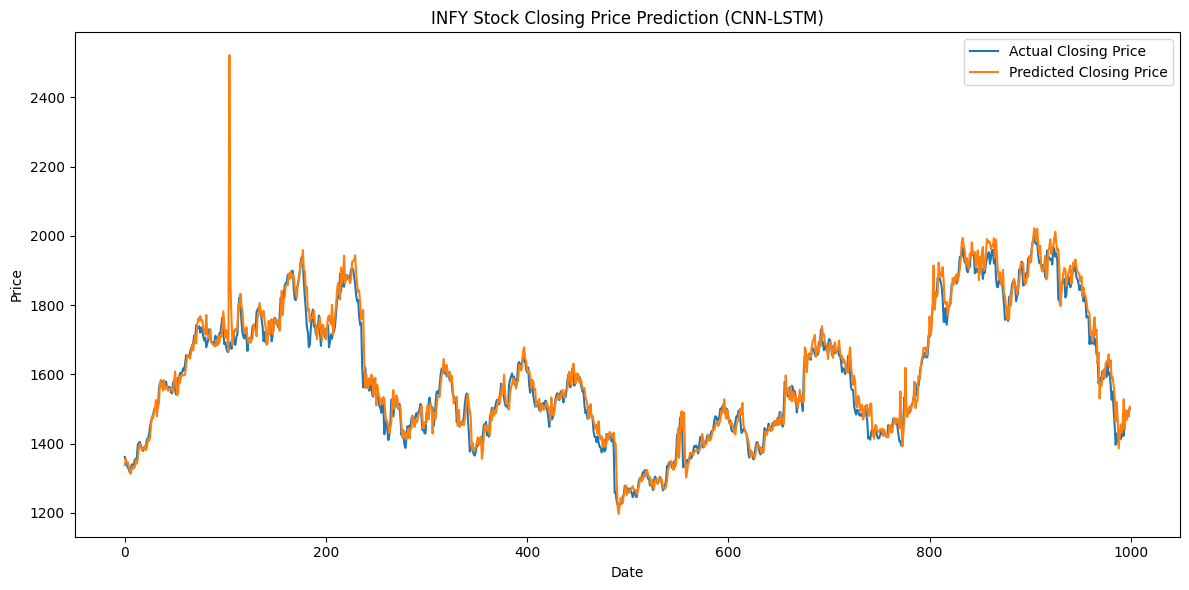 INFY Stock Closing Price Prediction (CNN-LSTM)
Actual Closing Price
Predicted Closing Price
Price
2400
2200
2000
1800
1600
1400
1200
0 200 400 600 800 1000
Date